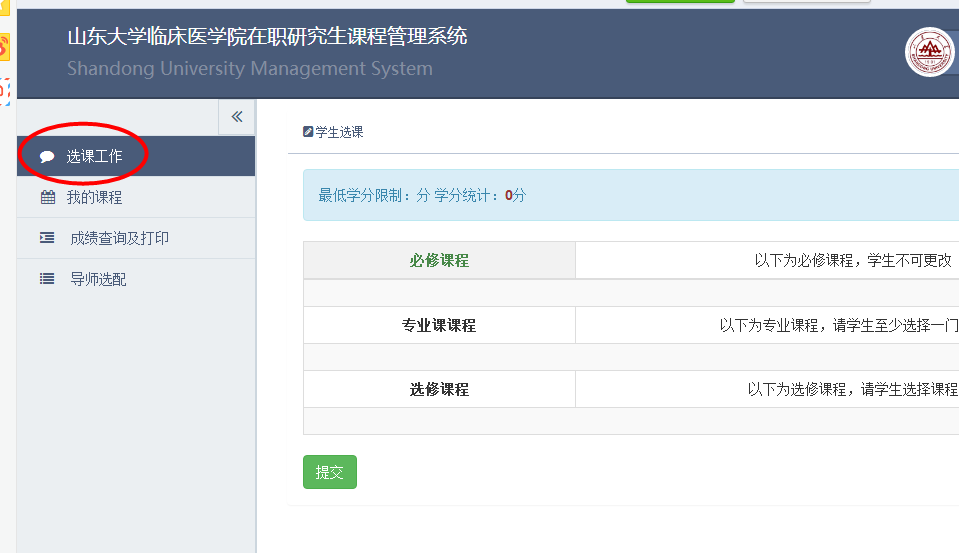 山东大学临床医学院在职研究生课程管理系统
Shandong University Management System
选课工作
我的课程
成绩查询及打印
导师选配
学生选课
最低学分限制：分 学分统计：0分
必修课程 以下为必修课程，学生不可更改
专业课课程 以下为专业课程，请学生至少选择一门
选修课程 以下为选修课程，请学生选择课程
提交